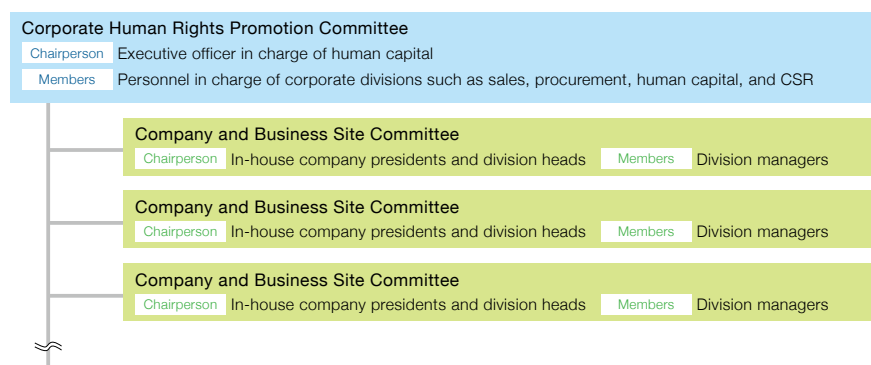 Corporate Human Rights Promotion Committee
Chairperson Executive officer in charge of human capital
Members Personnel in charge of corporate divisions such as sales, procurement, human capital, and CSR
Company and Business Site Committee
Chairperson In-house company presidents and division heads Members Division managers
Company and Business Site Committee
Chairperson In-house company presidents and division heads Members Division managers
Company and Business Site Committee
Chairperson In-house company presidents and division heads Members Division managers